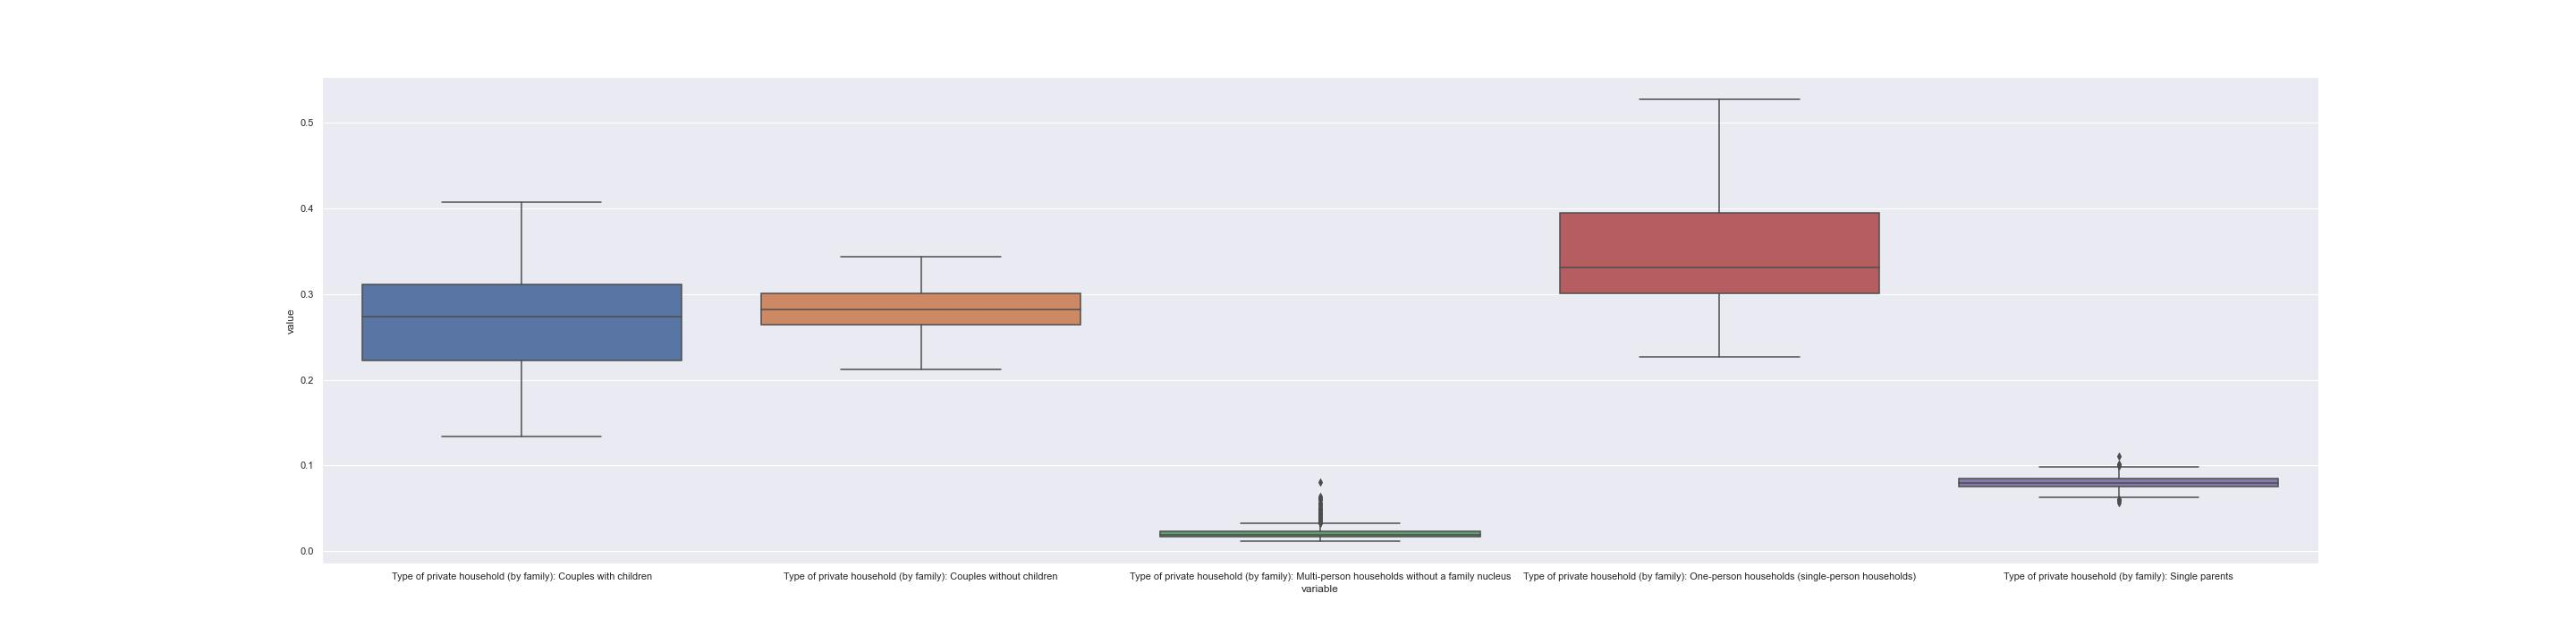 0.5
0.4
0.3
0.2
0.1
0.0
value
Type of private household (by family): Couples with children
Type of private household (by family): Couples without children
Type of private household (by family): Multi-person households without a family nucleus
Type of private household (by family): One-person households (single-person households)
Type of private household (by family): Single parents
variable